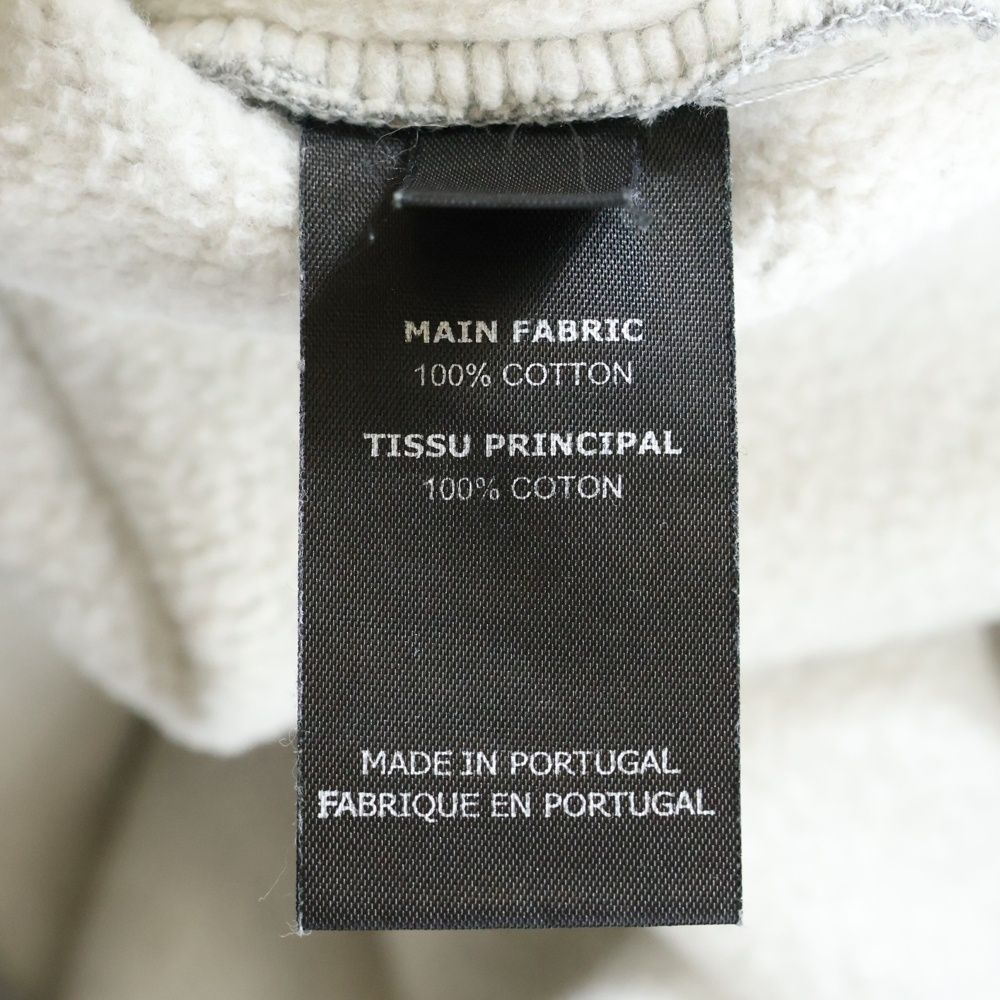 MAIN FABRIC
100% COTTON
TISSU PRINCIPAL
100% COTON
MADE IN PORTUGAL
FABRIQUE EN PORTUGAL